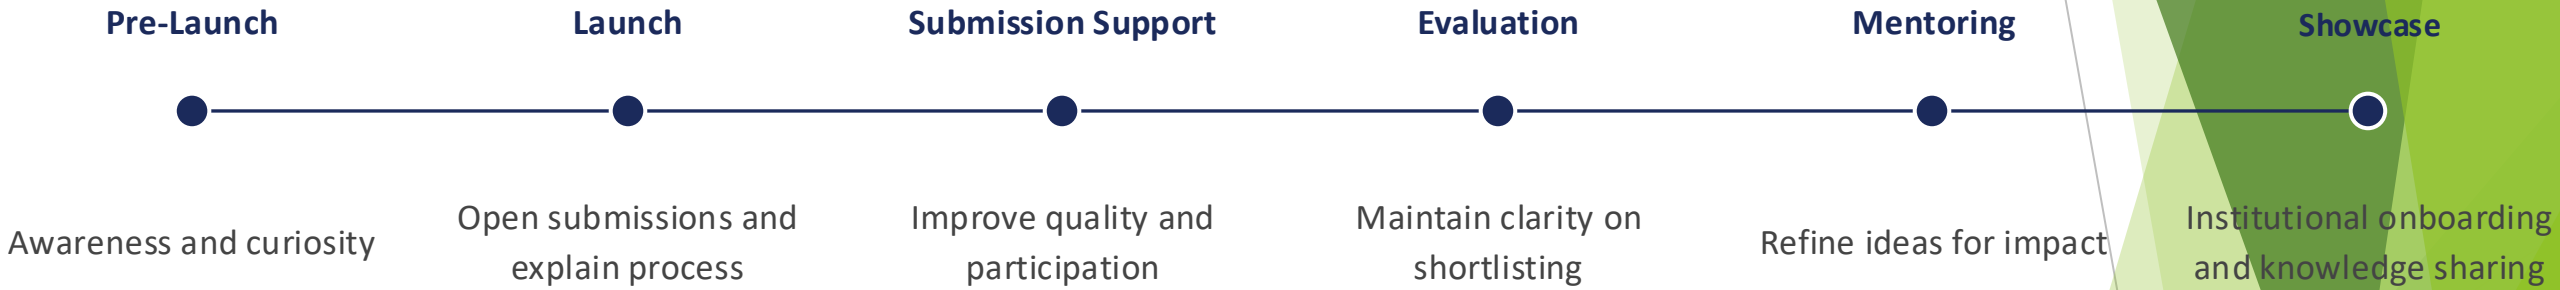 Pre-Launch
Launch
Submission Support
Evaluation
Mentoring
Showcase
Awareness and curiosity
Open submissions and
explain process
Improve quality and
participation
Maintain clarity on
shortlisting
Refine ideas for impact
Institutional onboarding
and knowledge sharing